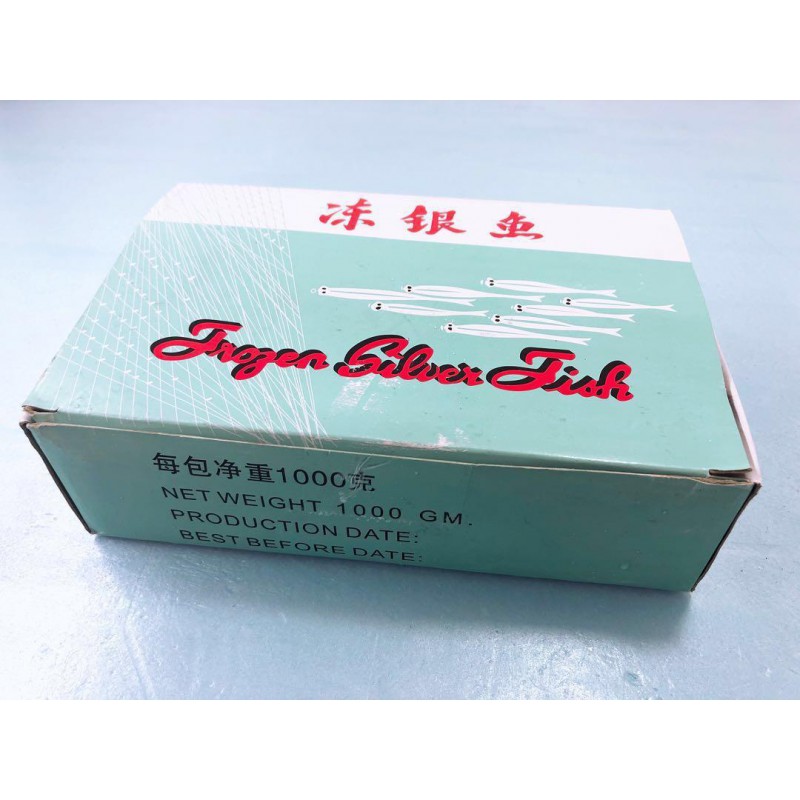 冻银鱼
Frozen Silver Fish
每包净重1000克
NET WEIGHT 1000 GM.
PRODUCTION DATE:
BEST BEFORE DATE: